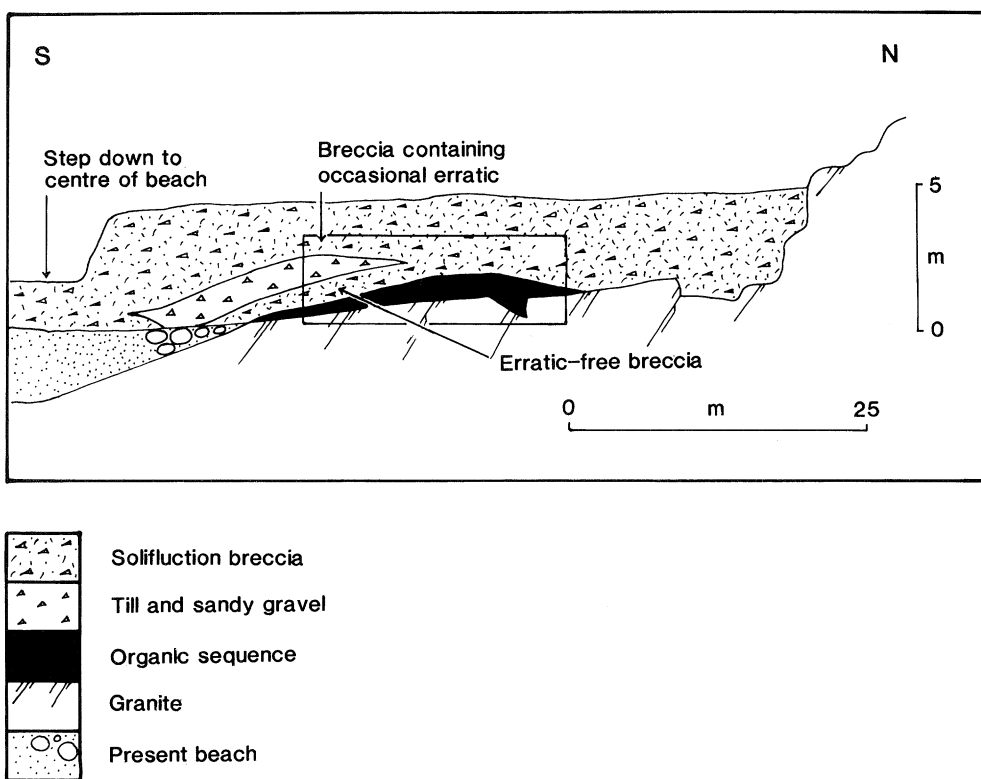 S
N
Step down to
centre of beach
Breccia containing
occasional erratic
5
m
0
Erratic-free breccia
0 m 25
Solifluction breccia
Till and sandy gravel
Organic sequence
Granite
Present beach